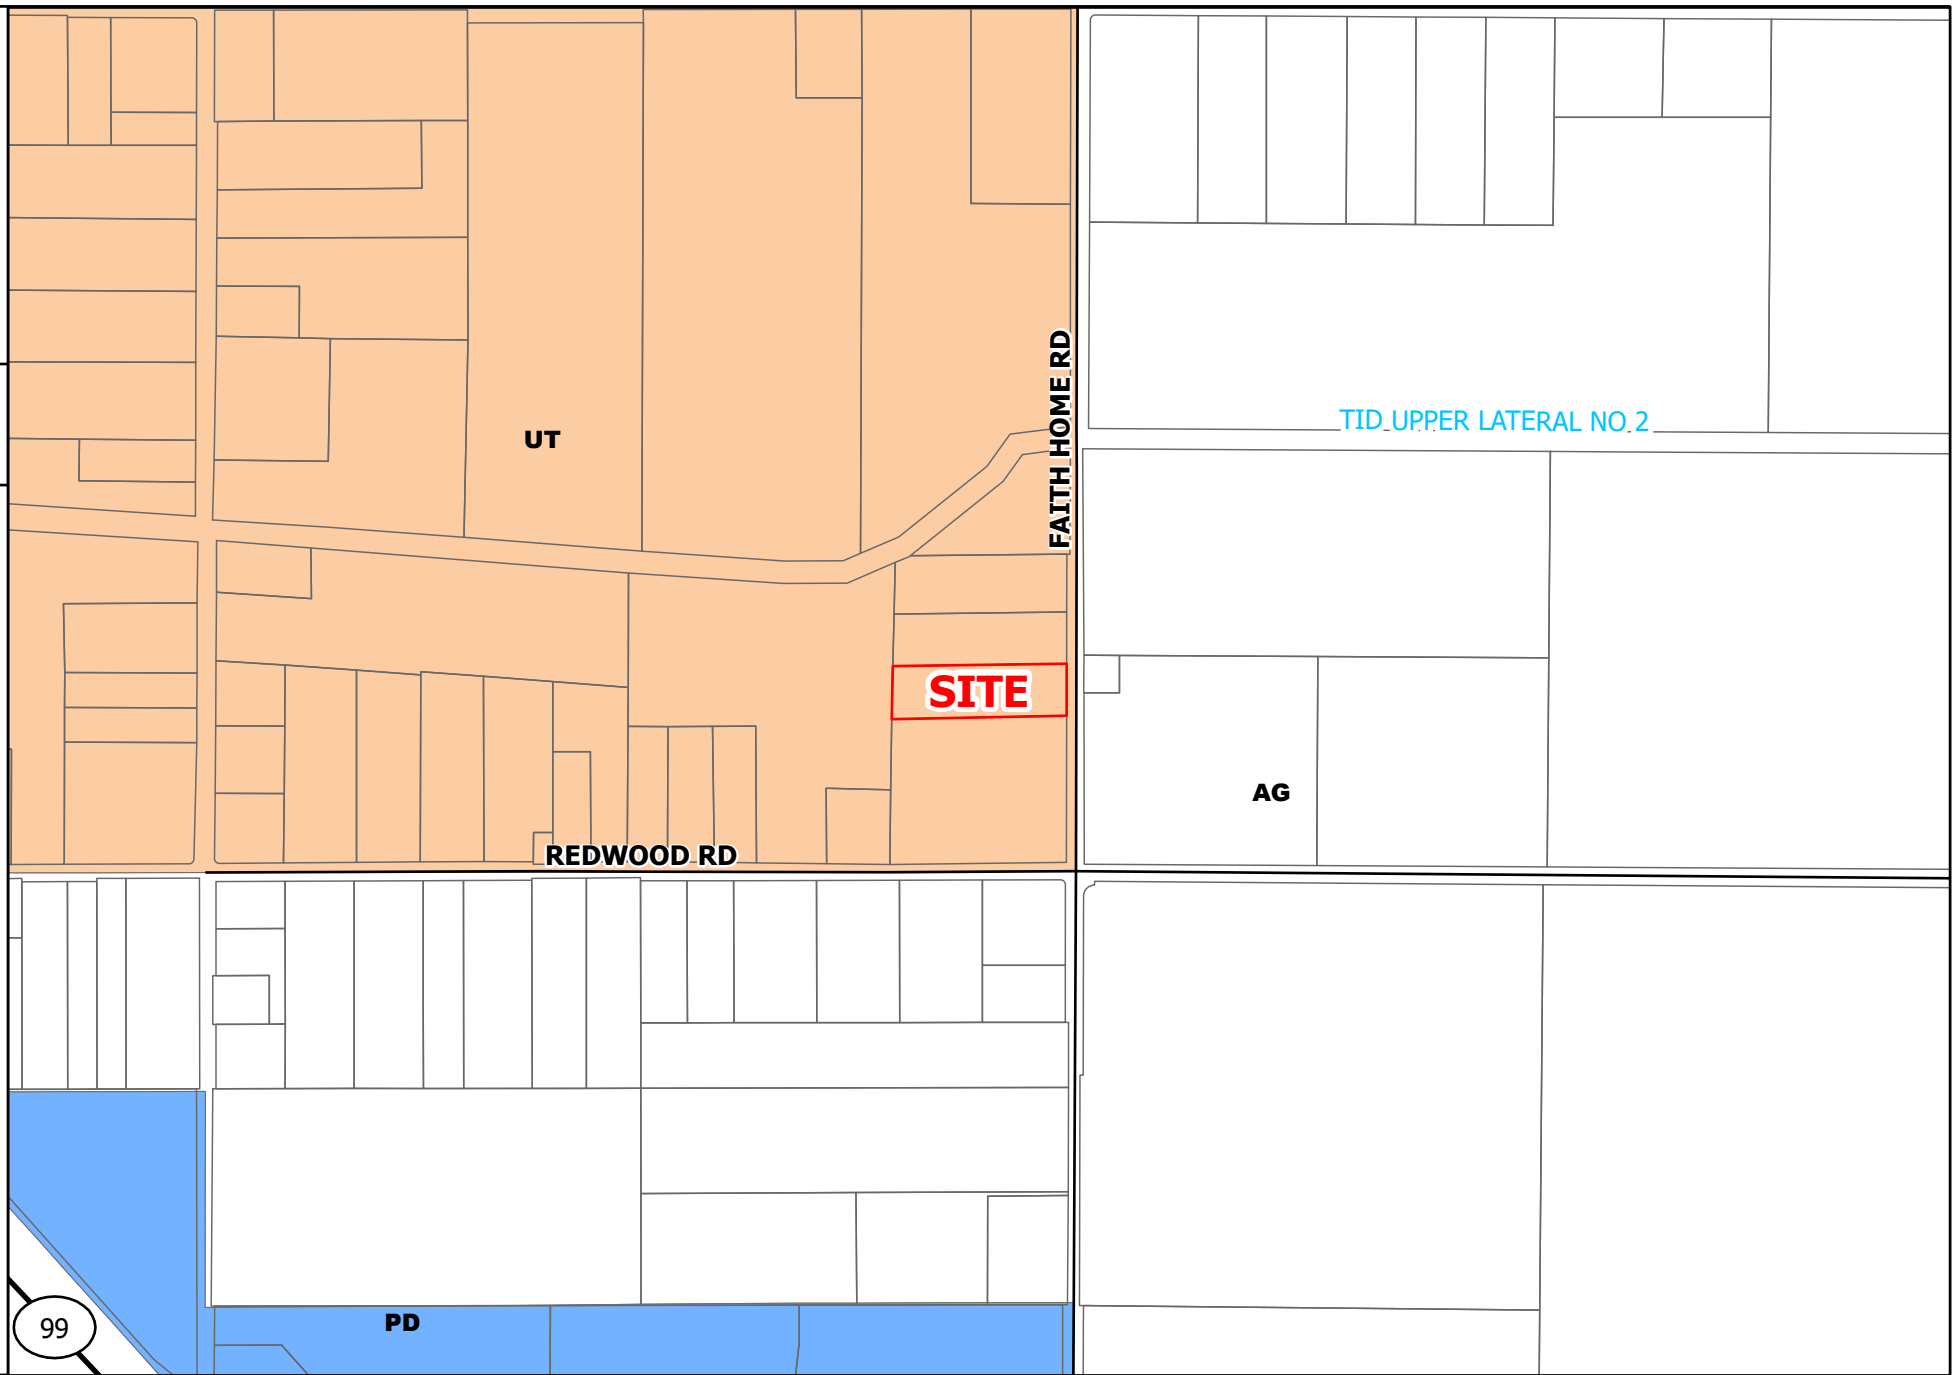 TID UPPER LATERAL NO 2
UT
FAITH HOME RD
SITE
AG
REDWOOD RD
PD
99